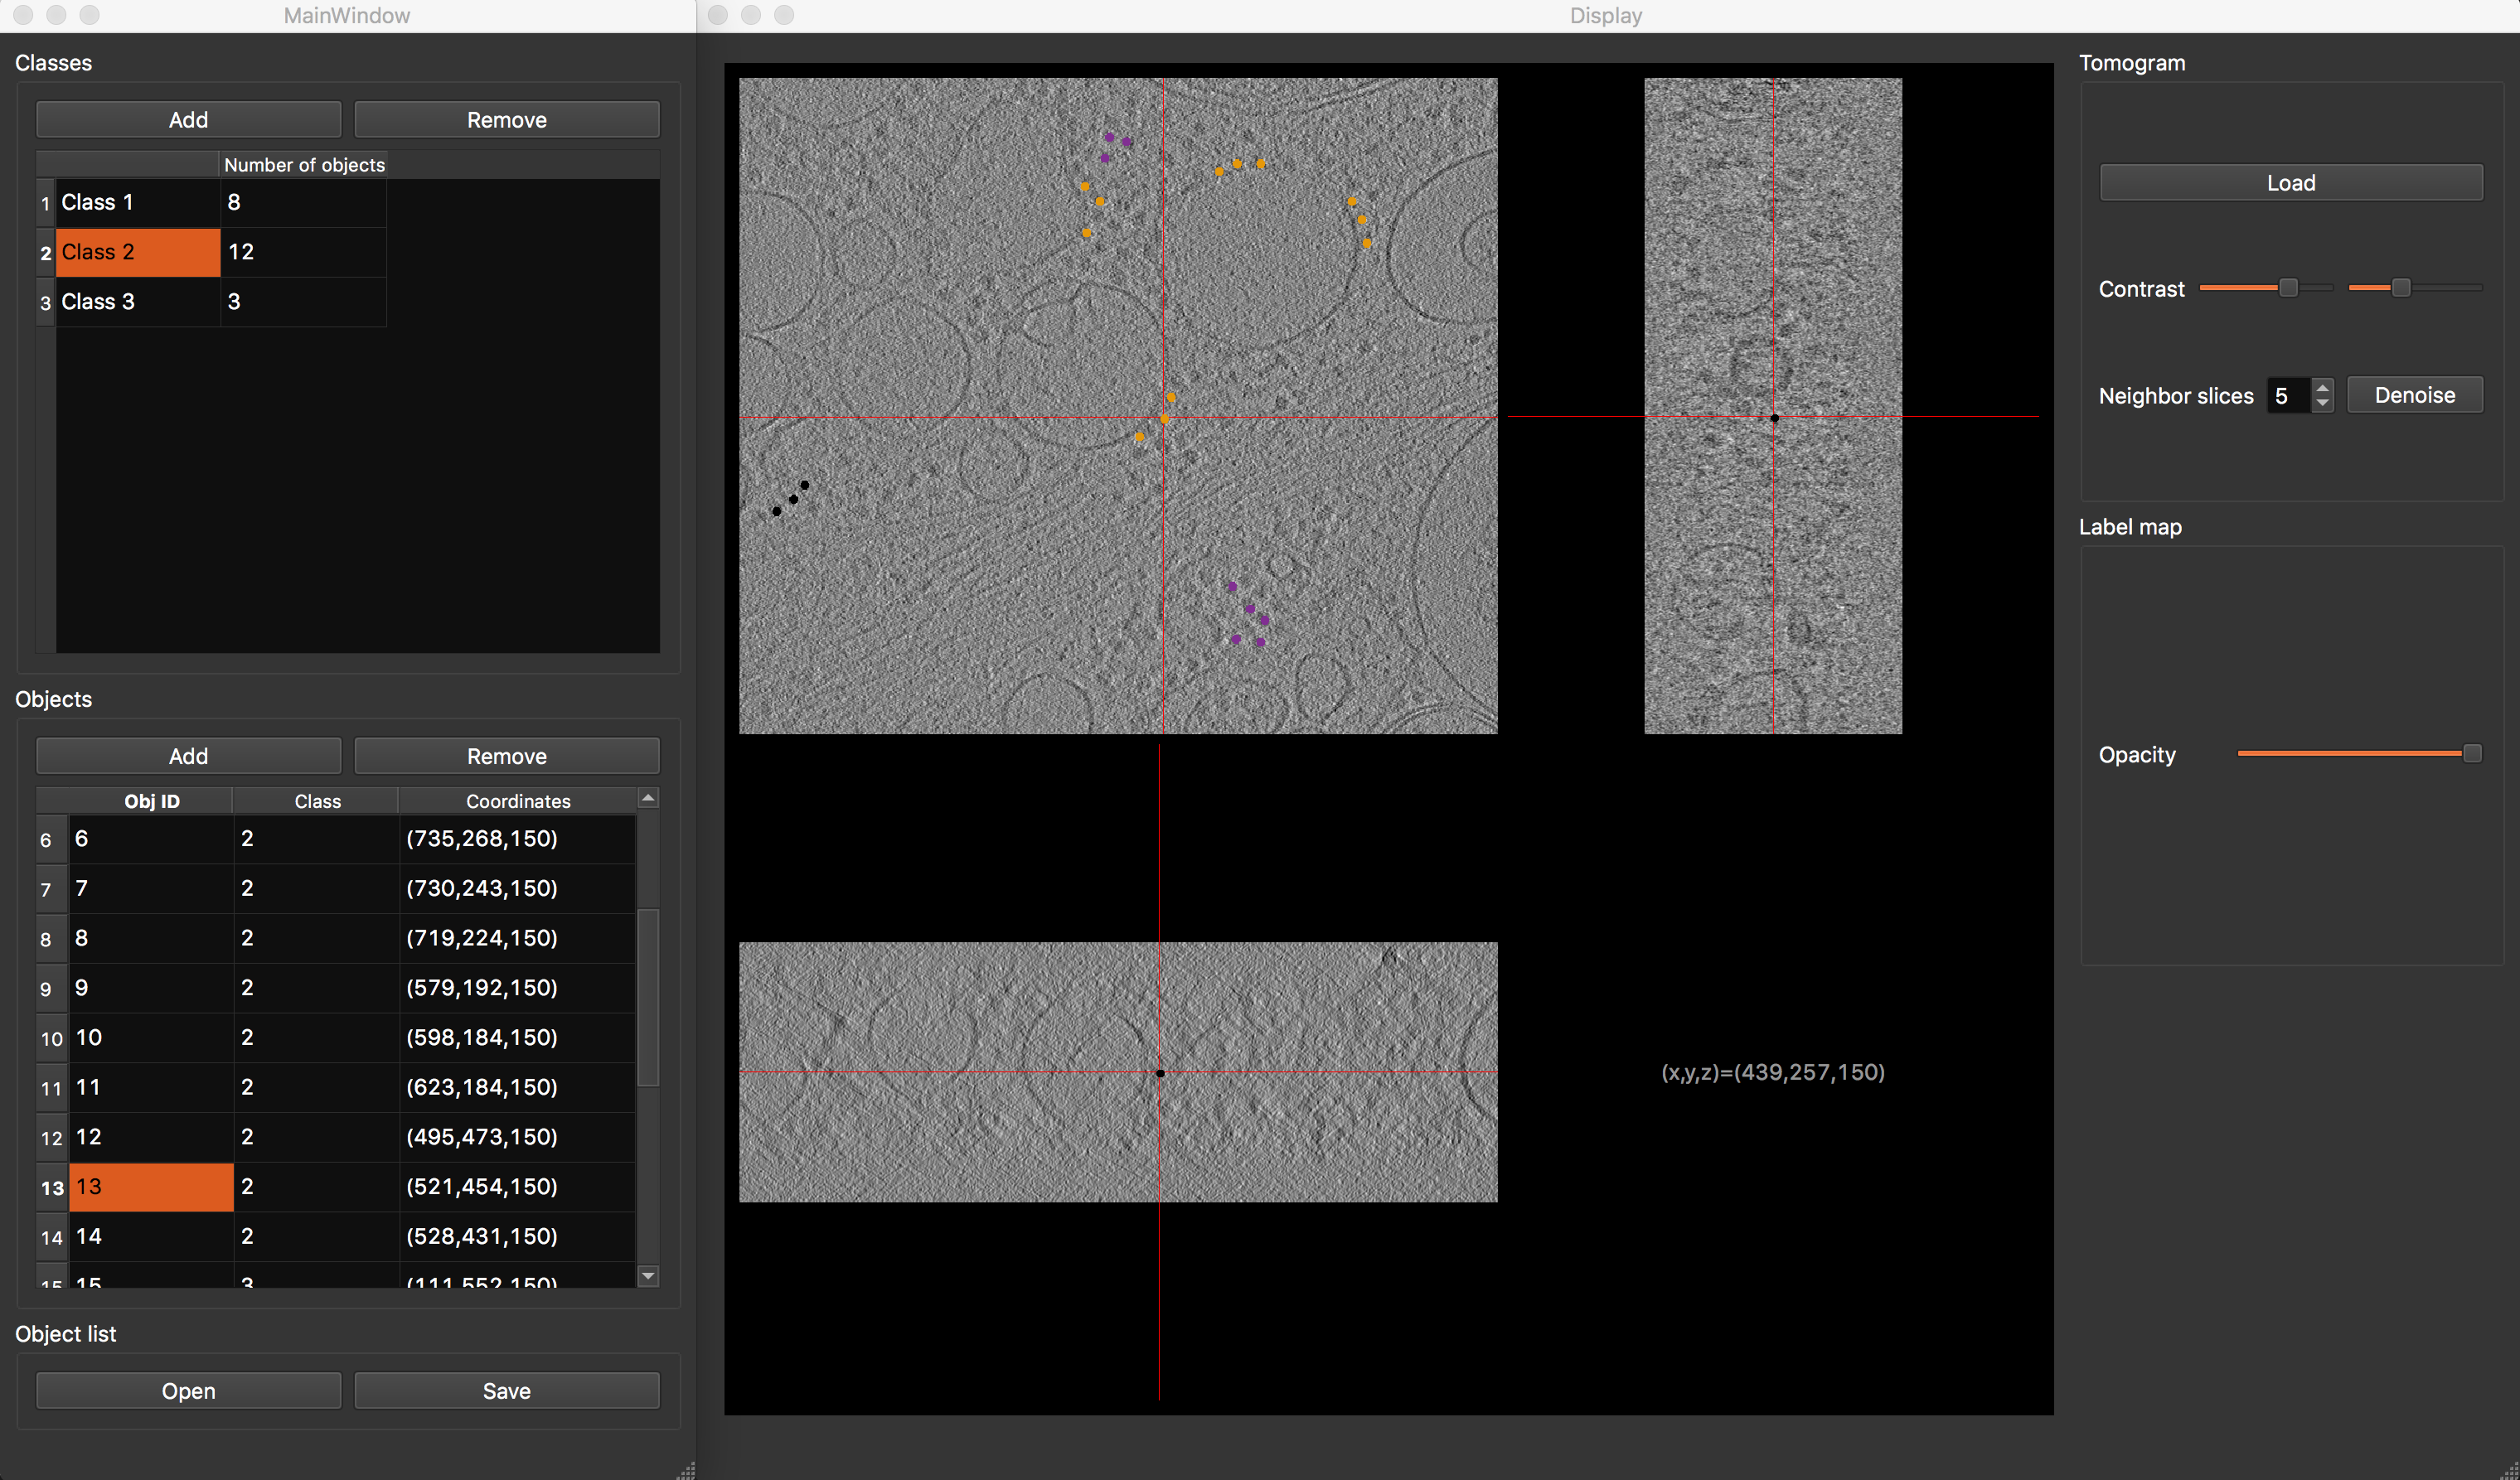 MainWindow
Classes
Add Remove
Number of objects
1 Class 1 8
2 Class 2 12
3 Class 3 3
Objects
Add Remove
Obj ID Class Coordinates
6 6 2 (735,268,150)
7 7 2 (730,243,150)
8 8 2 (719,224,150)
9 9 2 (579,192,150)
10 10 2 (598,184,150)
11 11 2 (623,184,150)
12 12 2 (495,473,150)
13 13 2 (521,454,150)
14 14 2 (528,431,150)
15 15 3 (111,552,150)
Object list
Open Save
Display
(x,y,z)=(439,257,150)
Tomogram
Load
Contrast
Neighbor slices 5 Denoise
Label map
Opacity